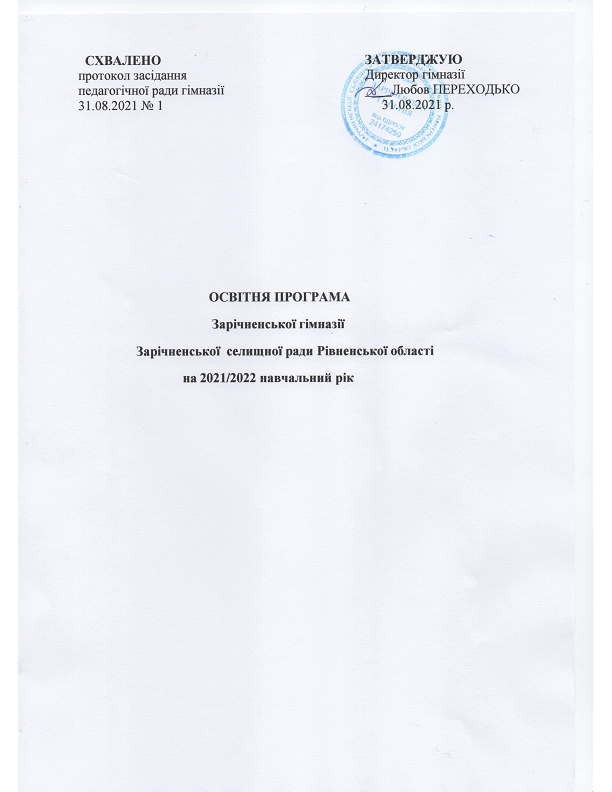 СХВАЛЕНО
протокол засідання
педагогічної ради гімназії
31.08.2021 № 1
ЗАТВЕРДЖУЮ
Директор гімназії
Любов ПЕРЕХОДЬКО
31.08.2021 р.
24174250
ОСВІТНЯ ПРОГРАМА
Зарічненської гімназії
Зарічненської селищної ради Рівненської області
на 2021/2022 навчальний рік